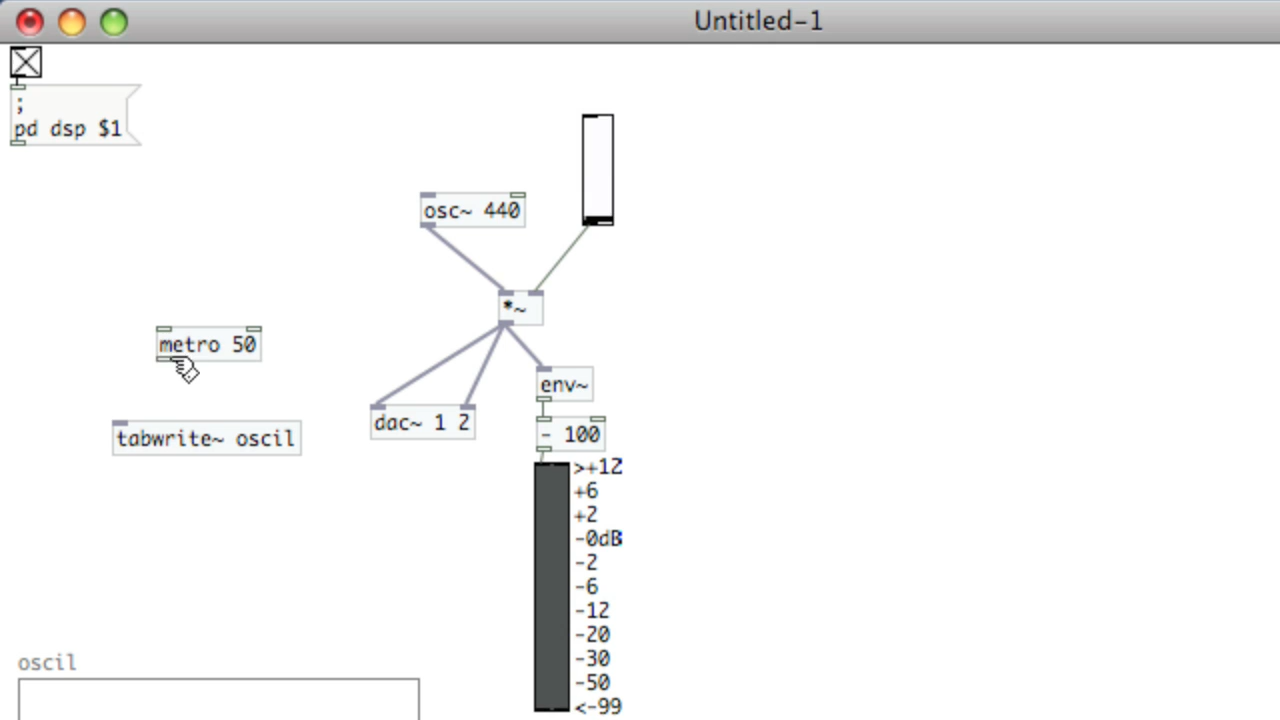 Untitled-1
;
pd dsp $1
osc~ 440
*~
metro 50
env~
dac~ 1 2
tabwrite~ oscil
- 100
>+12
+6
+2
-0dB
-2
-6
-12
-20
-30
-50
<-99
oscil